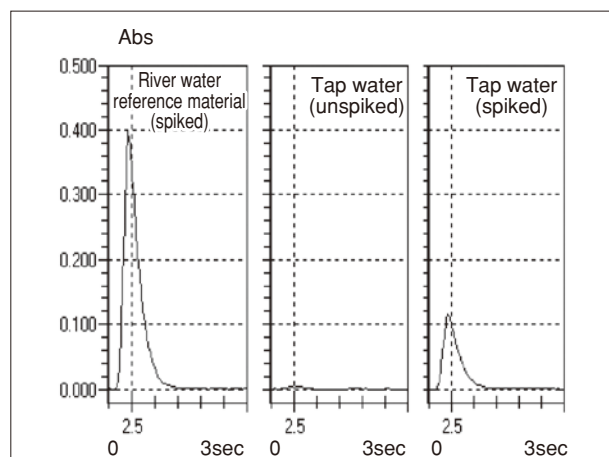 Abs
0.500
0.400
0.300
0.200
0.100
0.000
River water
reference material
(spiked)
2.5
0 3sec
Tap water
(unspiked)
2.5
0 3sec
Tap water
(spiked)
2.5
0 3sec